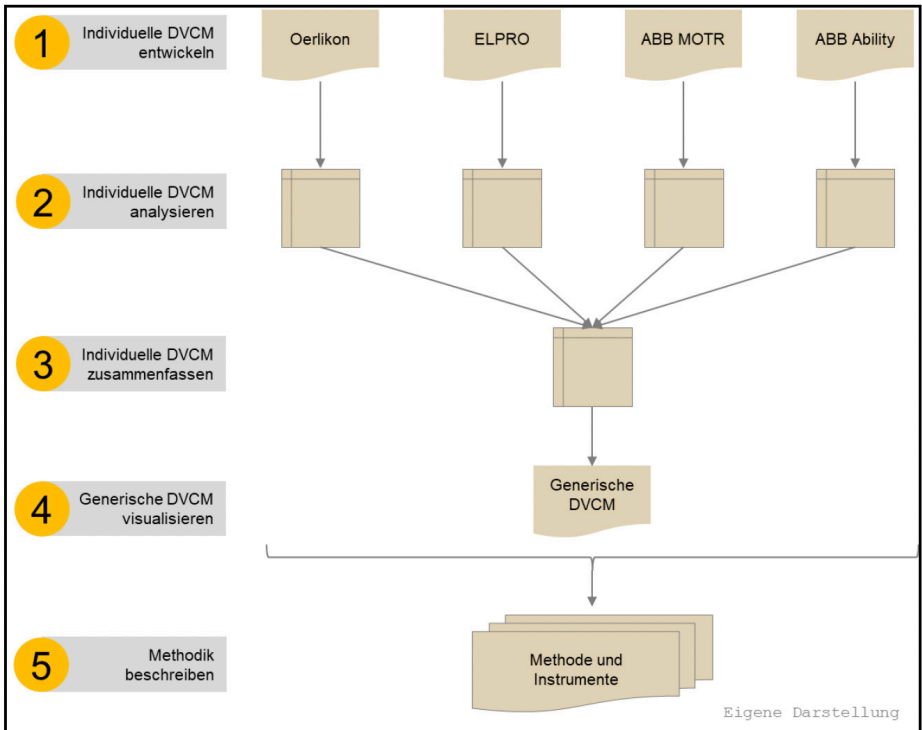 1
Individuelle DVCM
entwickeln
Oerlikon
ELPRO
ABB MOTR
ABB Ability
2
Individuelle DVCM
analysieren
3
Individuelle DVCM
zusammenfassen
4
Generische DVCM
visualisieren
Generische
DVCM
5
Methodik
beschreiben
Methode und
Instrumente
Eigene Darstellung